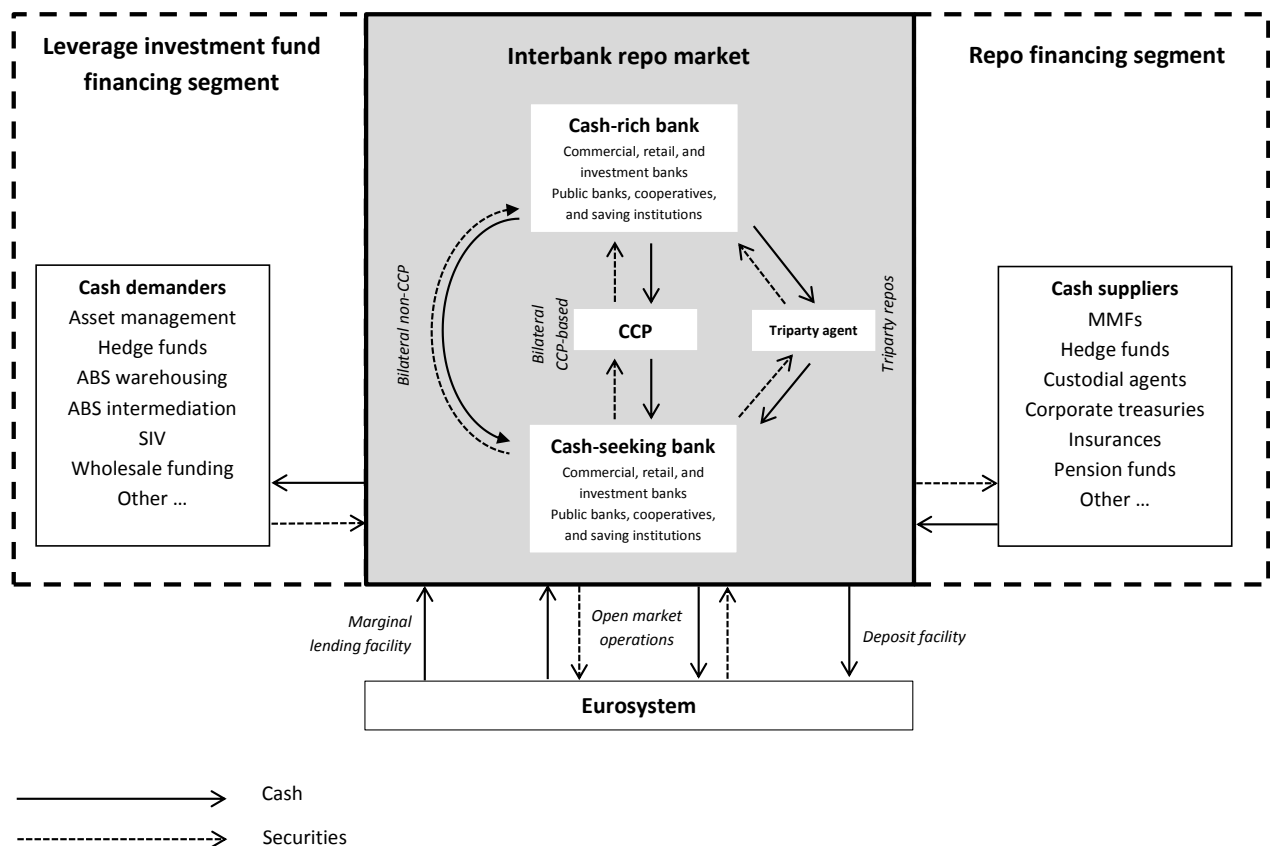 Leverage investment fund
financing segment
Interbank repo market
Repo financing segment
Cash-rich bank
Commercial, retail, and
investment banks
Public banks, cooperatives,
and saving institutions
Cash demanders
Asset management
Hedge funds
ABS warehousing
ABS intermediation
SIV
Wholesale funding
Other ...
Bilateral non-CCP
Bilateral
CCP-based
CCP
Triparty agent
Triparty repos
Cash suppliers
MMFs
Hedge funds
Custodial agents
Corporate treasuries
Insurances
Pension funds
Other ...
Cash-seeking bank
Commercial, retail, and
investment banks
Public banks, cooperatives,
and saving institutions
Marginal
lending facility
Open market
operations
Deposit facility
Eurosystem
Cash
Securities